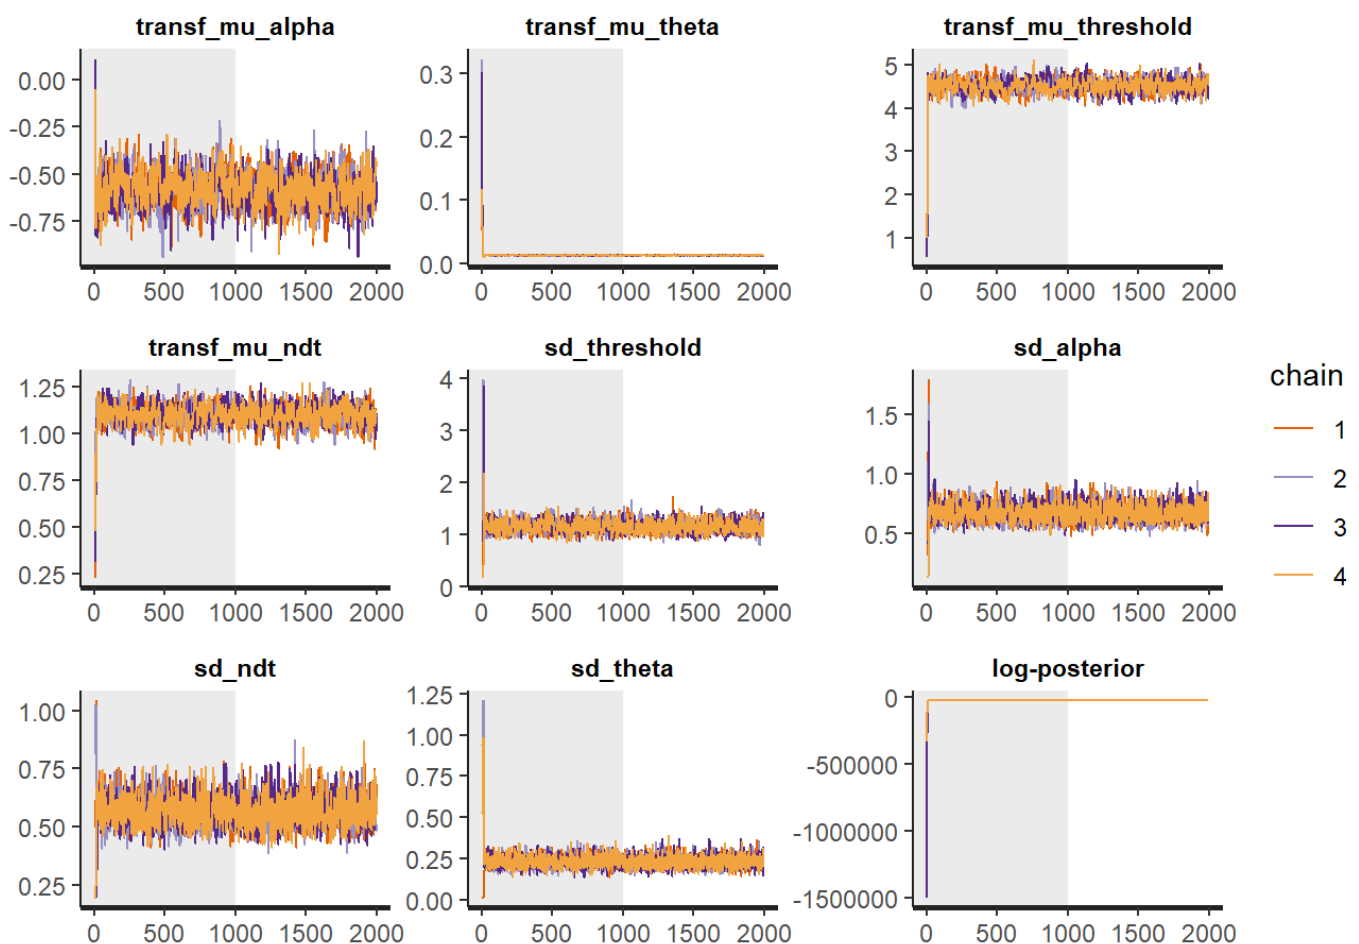 transf_mu_alpha
0.00
-0.25
-0.50
-0.75
0 500 1000 1500 2000
transf_mu_theta
0.3
0.2
0.1
0.0
0 500 1000 1500 2000
transf_mu_threshold
5
4
3
2
1
0 500 1000 1500 2000
transf_mu_ndt
1.25
1.00
0.75
0.50
0.25
0 500 1000 1500 2000
sd_threshold
4
3
2
1
0
0 500 1000 1500 2000
sd_alpha
1.5
1.0
0.5
0 500 1000 1500 2000
chain
1
2
3
4
sd_ndt
1.00
0.75
0.50
0.25
0 500 1000 1500 2000
sd_theta
1.25
1.00
0.75
0.50
0.25
0.00
0 500 1000 1500 2000
log-posterior
0
-500000
-1000000
-1500000
0 500 1000 1500 2000